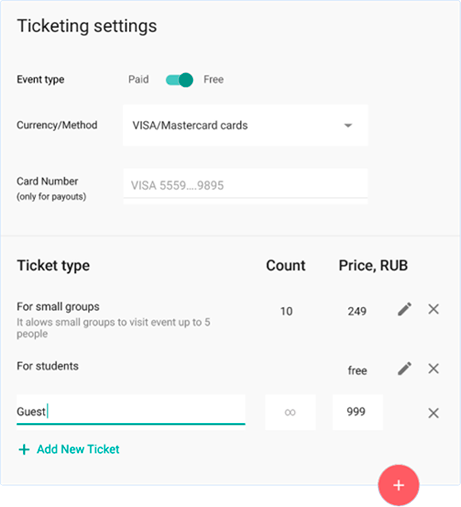 Ticketing settings
Event type Paid Free
Currency/Method VISA/Mastercard cards
Card Number VISA 5559....9895
(only for payouts)
Ticket type Count Price, RUB
For small groups 10 249
It alows small groups to visit event up to 5
people
For students free
Guest ∞ 999
+ Add New Ticket
+